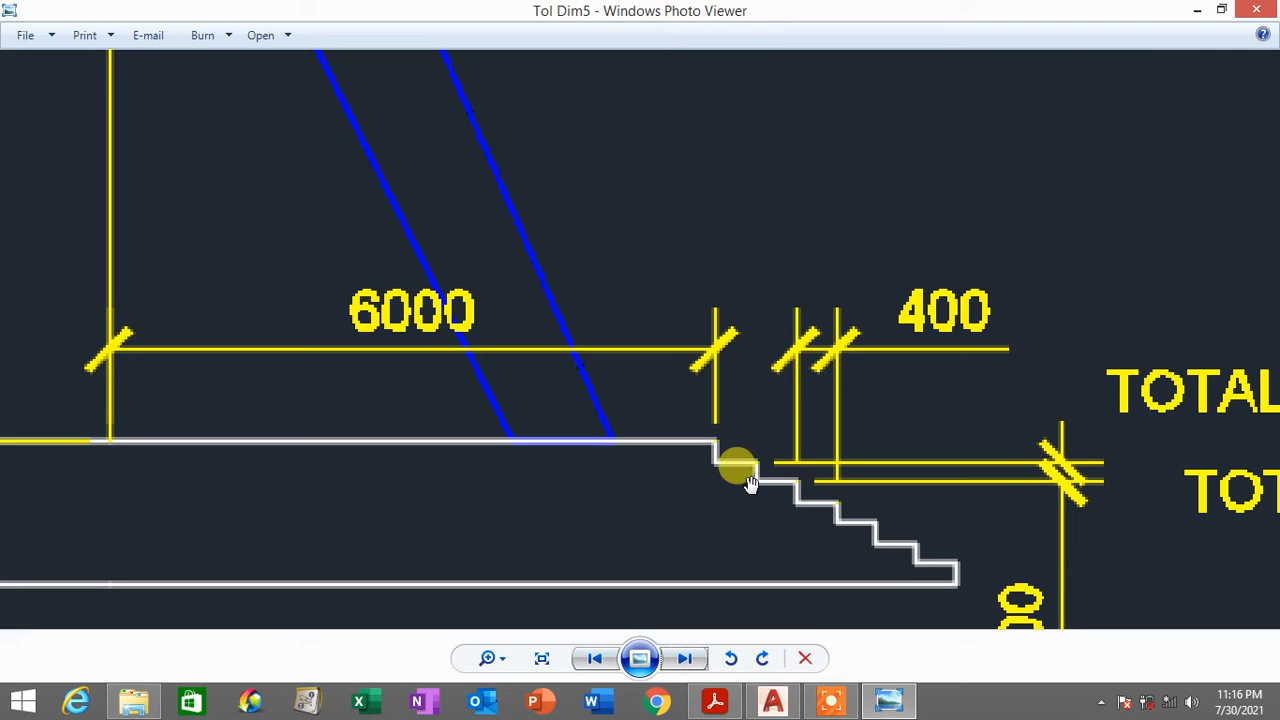 Tol Dim5 - Windows Photo Viewer
File Print E-mail Burn Open
6000
400
TOTAL
11:16 PM
7/30/2021